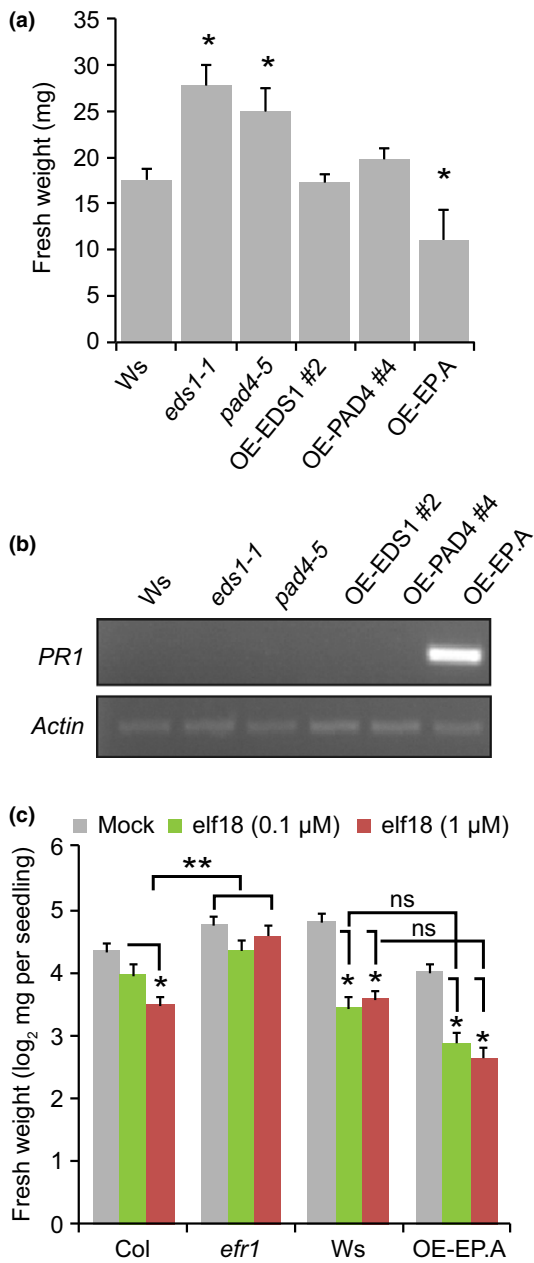 (a)
Fresh weight (mg)
35
30
25
20
15
10
5
0
* * *
Ws
eds1-1
pad4-5
OE-EDS1 #2
OE-PAD4 #4
OE-EP.A
(b)
Ws
eds1-1
pad4-5
OE-EDS1 #2
OE-PAD4 #4
OE-EP.A
PR1
Actin
(c)
Mock elf18 (0.1 µM) elf18 (1 µM)
Fresh weight (log2 mg per seedling)
6
5
4
3
2
1
0
**
ns
ns
* * * * *
Col efr1 Ws OE-EP.A